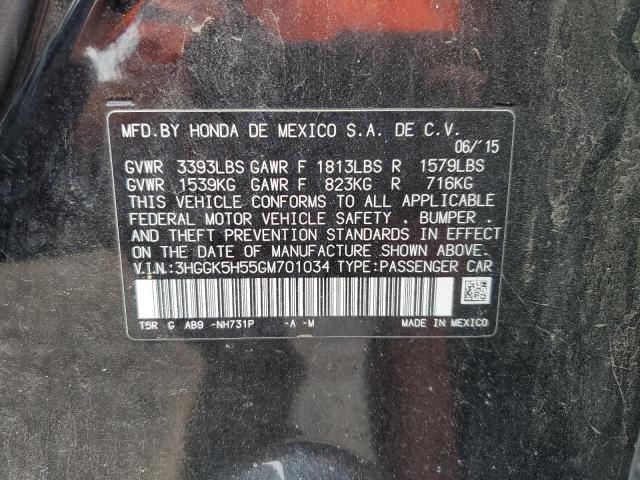 MFD.BY HONDA DE MEXICO S.A. DE C.V.
06/'15
GVWR 3393LBS GAWR F 1813LBS R 1579LBS
GVWR 1539KG GAWR F 823KG R 716KG
THIS VEHICLE CONFORMS TO ALL APPLICABLE
FEDERAL MOTOR VEHICLE SAFETY . BUMPER .
AND THEFT PREVENTION STANDARDS IN EFFECT
ON THE DATE OF MANUFACTURE SHOWN ABOVE.
V.I.N.:3HGGK5H55GM701034 TYPE:PASSENGER CAR
T5R G AB9 -NH731P -A -M MADE IN MEXICO